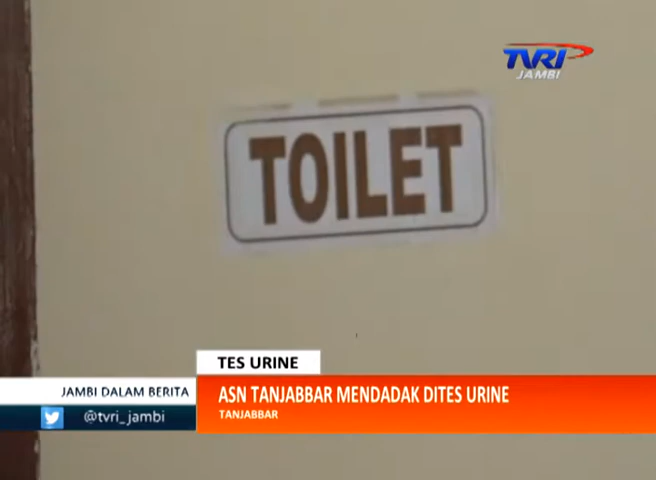 TVRI
JAMBI
TOILET
TES URINE
JAMBI DALAM BERITA
ASN TANJABBAR MENDADAK DITES URINE
@tvri_jambi
TANJABBAR